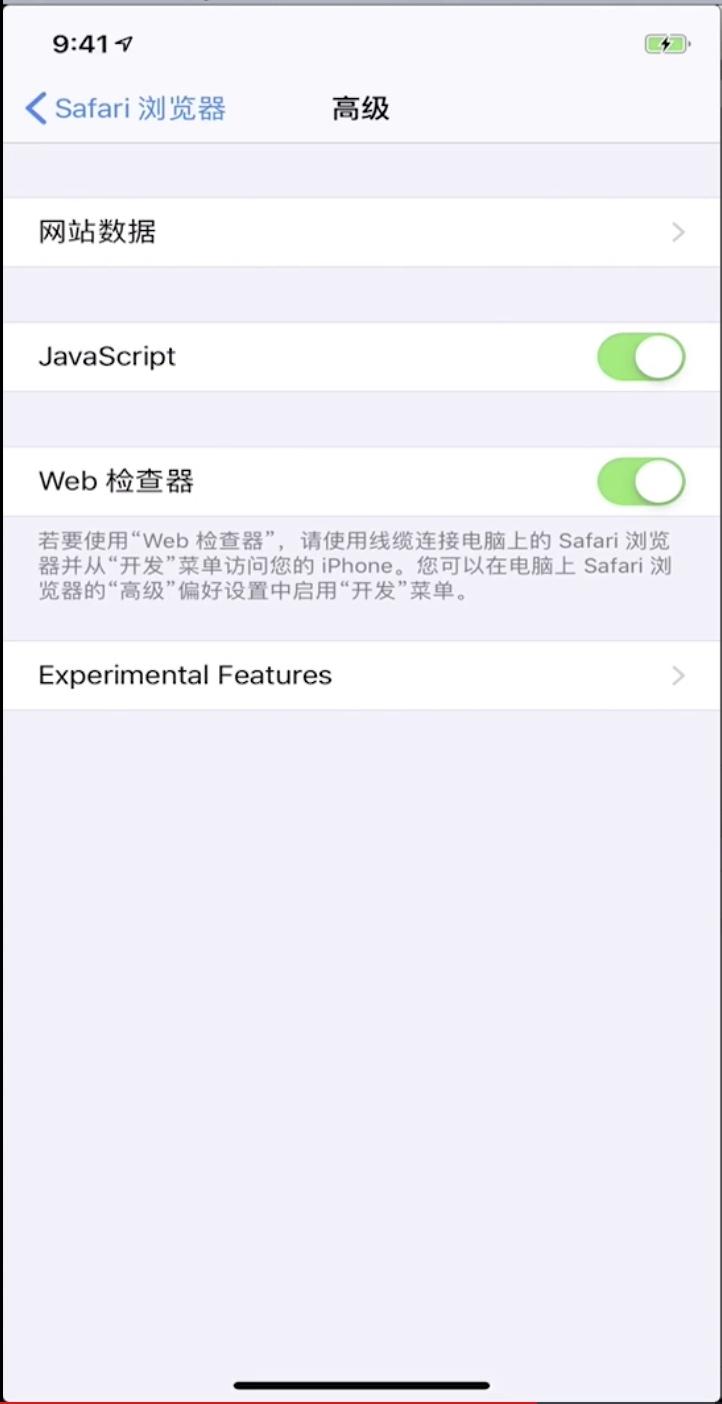 9:41
Safari 浏览器
高级
网站数据
JavaScript
Web 检查器
若要使用“Web 检查器”，请使用线缆连接电脑上的 Safari 浏览
器并从“开发”菜单访问您的 iPhone。您可以在电脑上 Safari 浏
览器的“高级”偏好设置中启用“开发”菜单。
Experimental Features